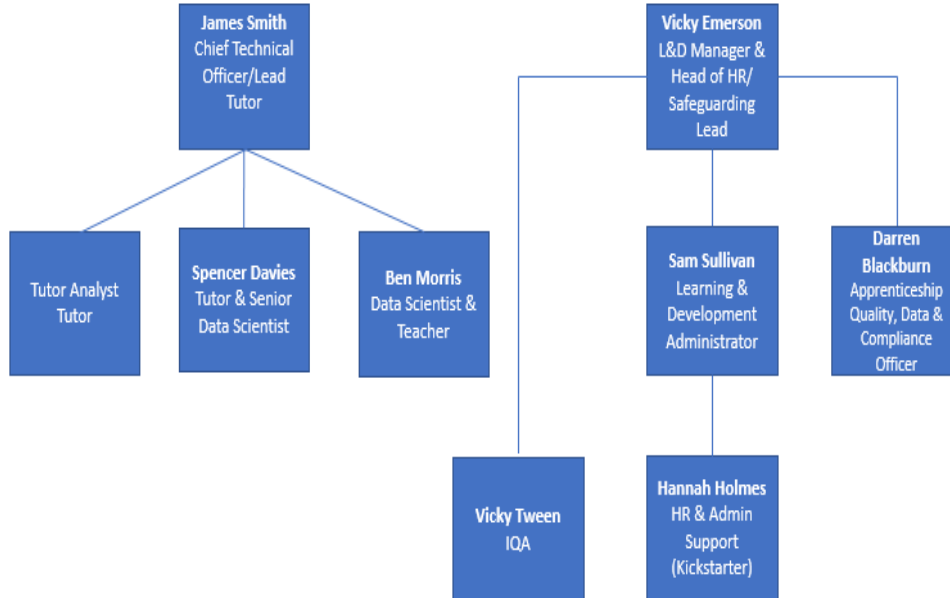 James Smith
Chief Technical
Officer/Lead
Tutor
Vicky Emerson
L&D Manager &
Head of HR/
Safeguarding
Lead
Tutor Analyst
Tutor
Spencer Davies
Tutor & Senior
Data Scientist
Ben Morris
Data Scientist &
Teacher
Sam Sullivan
Learning &
Development
Administrator
Darren
Blackburn
Apprenticeship
Quality, Data &
Compliance
Officer
Vicky Tween
IQA
Hannah Holmes
HR & Admin
Support
(Kickstarter)